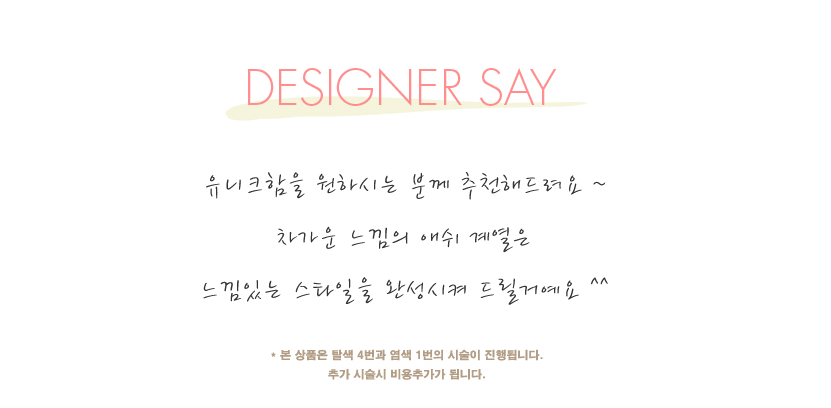 DESIGNER SAY
유니크함을 원하시는 분께 추천해드려요 ~
차가운 느낌의 애쉬 계열은
느낌있는 스타일을 완성시켜 드릴거예요 ^^
* 본 상품은 탈색 4번과 염색 1번의 시술이 진행됩니다.
추가 시술시 비용추가가 됩니다.